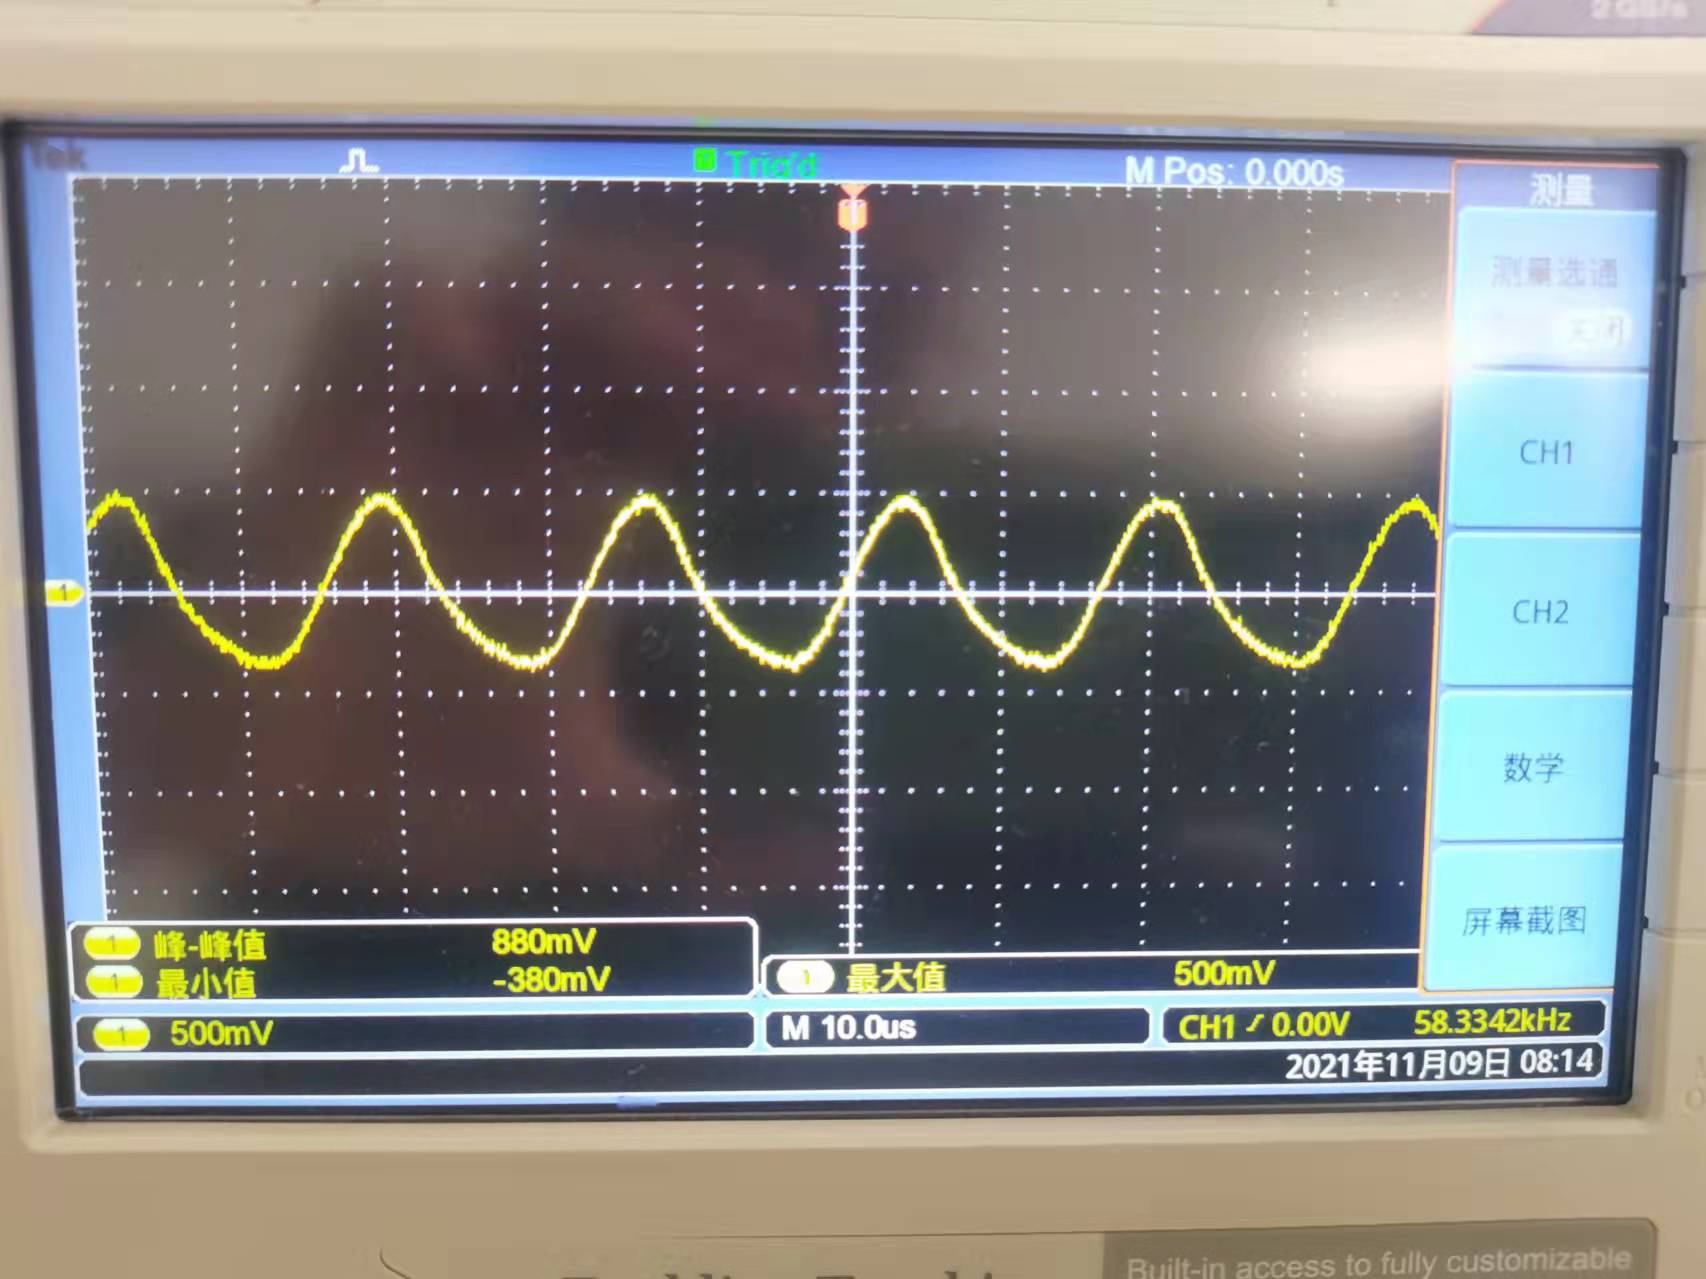 Tek
Trig'd
M Pos: 0.000s
测量
测量选通
关闭
CH1
CH2
数学
屏幕截图
1
1 峰-峰值 880mV
1 最小值 -380mV
1 最大值 500mV
1 500mV
M 10.0us
CH1 0.00V 58.3342kHz
2021年11月09日 08:14
Built-in access to fully customizable